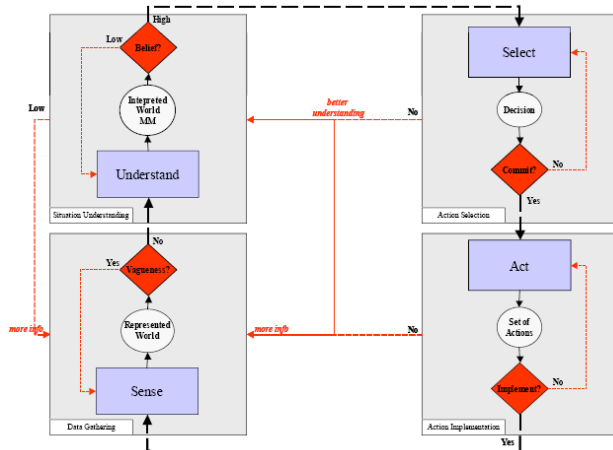 High
Low
Belief?
Low
Intepreted
World
MM
Understand
Situation Understanding
better
understanding
Select
Decision
No
Commit?
No
Yes
Action Selection
No
Yes
Vagueness?
more info
Represented
World
Sense
Data Gathering
more info
Act
Set of
Actions
No
Implement?
No
Action Implementation
Yes